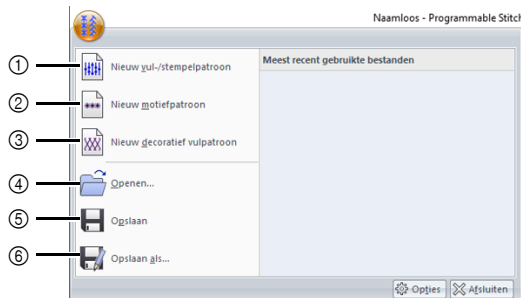 Naamloos - Programmable Stitch
① Nieuw vul-/stempelpatroon
Meest recent gebruikte bestanden
② Nieuw motiefpatroon
③ Nieuw decoratief vulpatroon
④ Openen...
⑤ Opslaan
⑥ Opslaan als...
Opties
Afsluiten